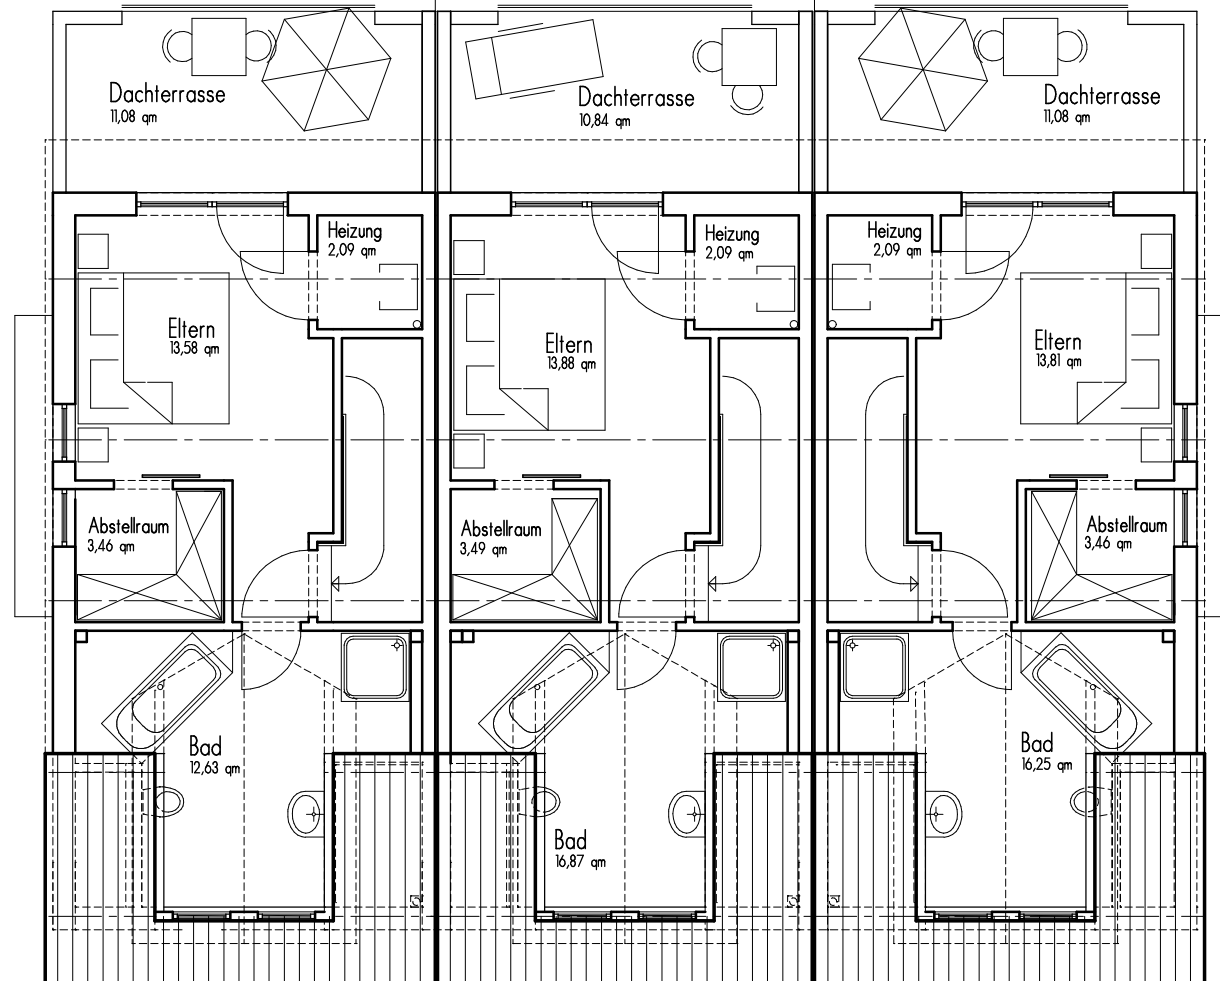 Dachterrasse
11,08 qm
Dachterrasse
10,84 qm
Dachterrasse
11,08 qm
Heizung
2,09 qm
Heizung
2,09 qm
Heizung
2,09 qm
Eltern
13,58 qm
Eltern
13,88 qm
Eltern
13,81 qm
Abstellraum
3,46 qm
Abstellraum
3,49 qm
Abstellraum
3,46 qm
Bad
12,63 qm
Bad
16,87 qm
Bad
16,25 qm